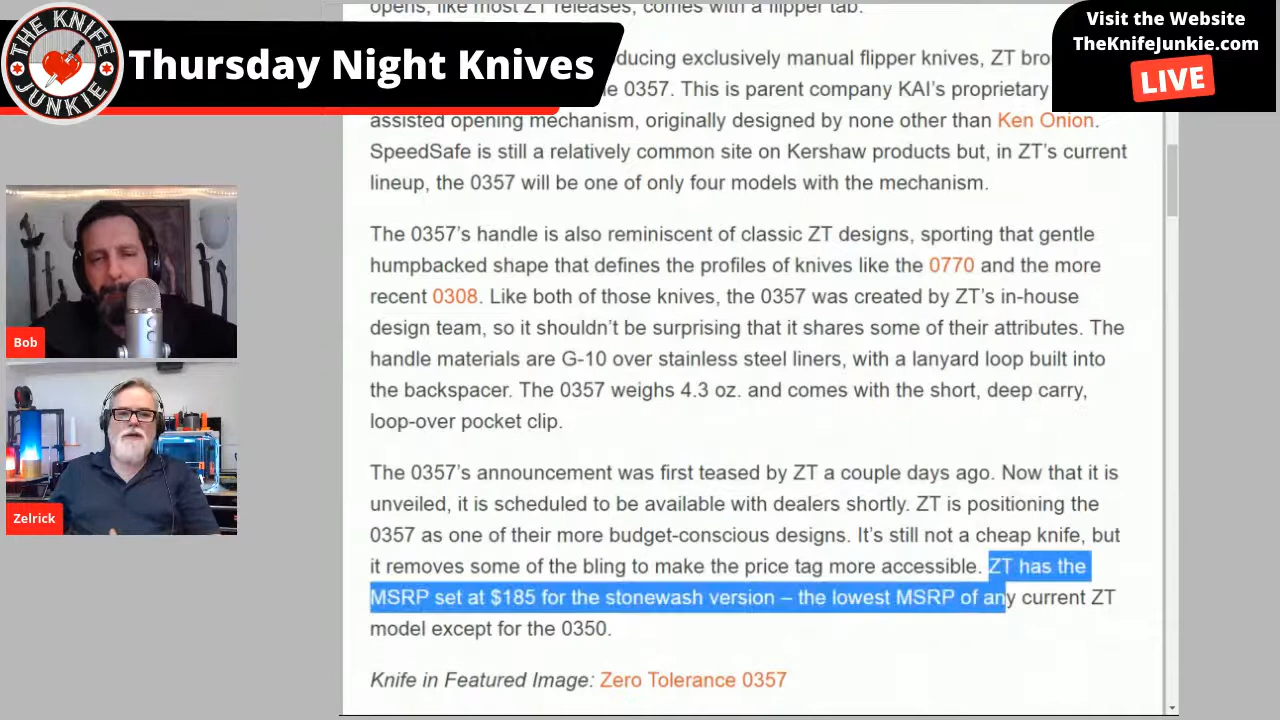 THE KNIFE
JUNKIE
Thursday Night Knives
Visit the Website
TheKnifeJunkie.com
LIVE
opens, like most ZT releases, comes with a flipper tab.
ducing exclusively manual flipper knives, ZT bro
e 0357. This is parent company KAI's proprietary
assisted opening mechanism, originally designed by none other than Ken Onion.
SpeedSafe is still a relatively common site on Kershaw products but, in ZT's current
lineup, the 0357 will be one of only four models with the mechanism.
The 0357's handle is also reminiscent of classic ZT designs, sporting that gentle
humpbacked shape that defines the profiles of knives like the 0770 and the more
recent 0308. Like both of those knives, the 0357 was created by ZT's in-house
design team, so it shouldn't be surprising that it shares some of their attributes. The
handle materials are G-10 over stainless steel liners, with a lanyard loop built into
the backspacer. The 0357 weighs 4.3 oz. and comes with the short, deep carry,
loop-over pocket clip.
The 0357's announcement was first teased by ZT a couple days ago. Now that it is
unveiled, it is scheduled to be available with dealers shortly. ZT is positioning the
0357 as one of their more budget-conscious designs. It's still not a cheap knife, but
it removes some of the bling to make the price tag more accessible. ZT has the
MSRP set at $185 for the stonewash version – the lowest MSRP of any current ZT
model except for the 0350.
Knife in Featured Image: Zero Tolerance 0357
Bob
Zelrick